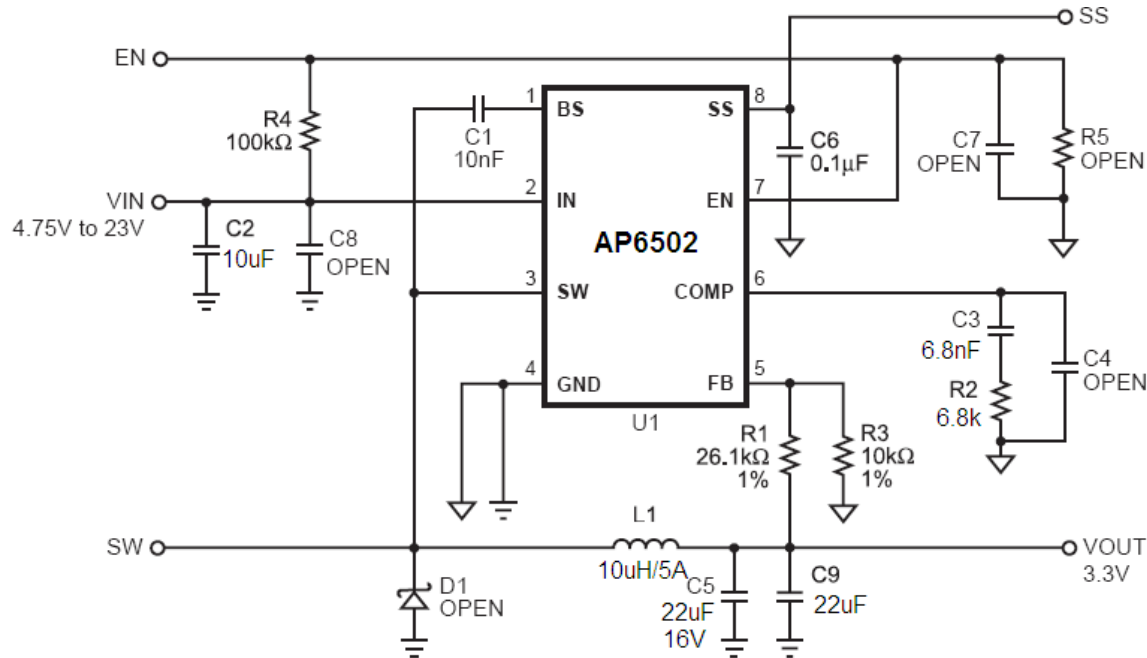 SS
EN
1
BS
SS
8
R4
100kΩ
C1
10nF
C6
0.1µF
C7
OPEN
R5
OPEN
VIN
4.75V to 23V
2
IN
EN
7
C2
10uF
C8
OPEN
AP6502
3
SW
COMP
6
C3
6.8nF
C4
OPEN
R2
6.8k
4
GND
FB
5
U1
R1
26.1kΩ
1%
R3
10kΩ
1%
SW
L1
10uH/5A
VOUT
3.3V
D1
OPEN
C5
22uF
16V
C9
22uF